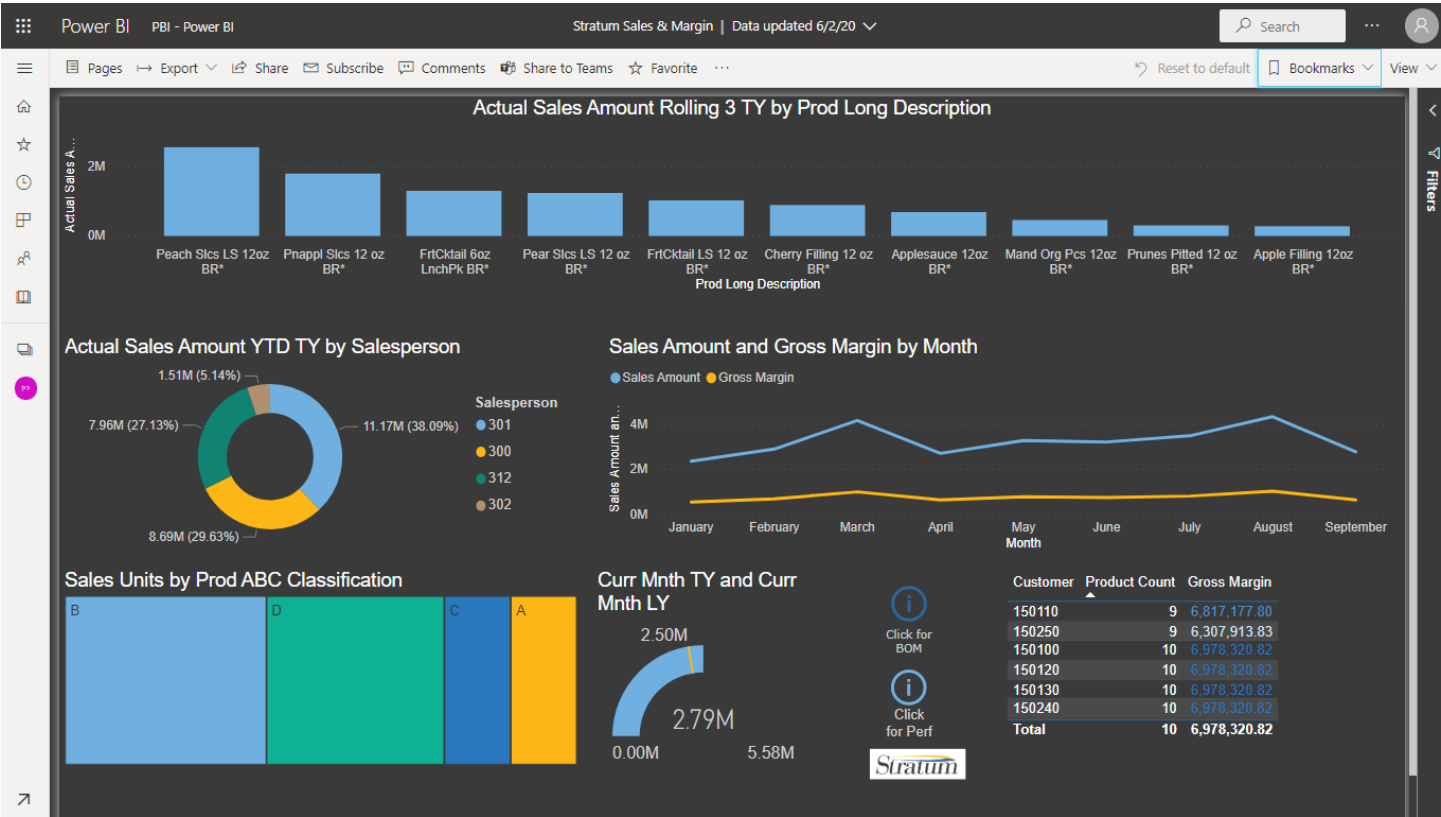 Power BI PBI - Power BI
Stratum Sales & Margin | Data updated 6/2/20
Search
Pages Export Share Subscribe Comments Share to Teams Favorite
Reset to default Bookmarks View
Filters
Actual Sales Amount Rolling 3 TY by Prod Long Description
Actual Sales A...
2M
0M
Peach Slcs LS 12oz
BR*
Pnappl Slcs 12 oz
BR*
FrtCktail 6oz
LnchPk BR*
Pear Slcs LS 12 oz
BR*
FrtCktail LS 12 oz
BR*
Cherry Filling 12 oz
BR*
Applesauce 12oz
BR*
Mand Org Pcs 12oz
BR*
Prunes Pitted 12 oz
BR*
Apple Filling 12oz
BR*
Prod Long Description
Actual Sales Amount YTD TY by Salesperson
1.51M (5.14%)
7.96M (27.13%)
11.17M (38.09%)
8.69M (29.63%)
Salesperson
301
300
312
302
Sales Amount and Gross Margin by Month
Sales Amount Gross Margin
Sales Amount an...
4M
2M
0M
January February March April May June July August September
Month
Sales Units by Prod ABC Classification
B D C A
Curr Mnth TY and Curr
Mnth LY
2.50M
2.79M
0.00M 5.58M
Click for
BOM
Click
for Perf
Stratum
Customer Product Count Gross Margin
150110 9 6,817,177.80
150250 9 6,307,913.83
150100 10 6,978,320.82
150120 10 6,978,320.82
150130 10 6,978,320.82
150240 10 6,978,320.82
Total 10 6,978,320.82